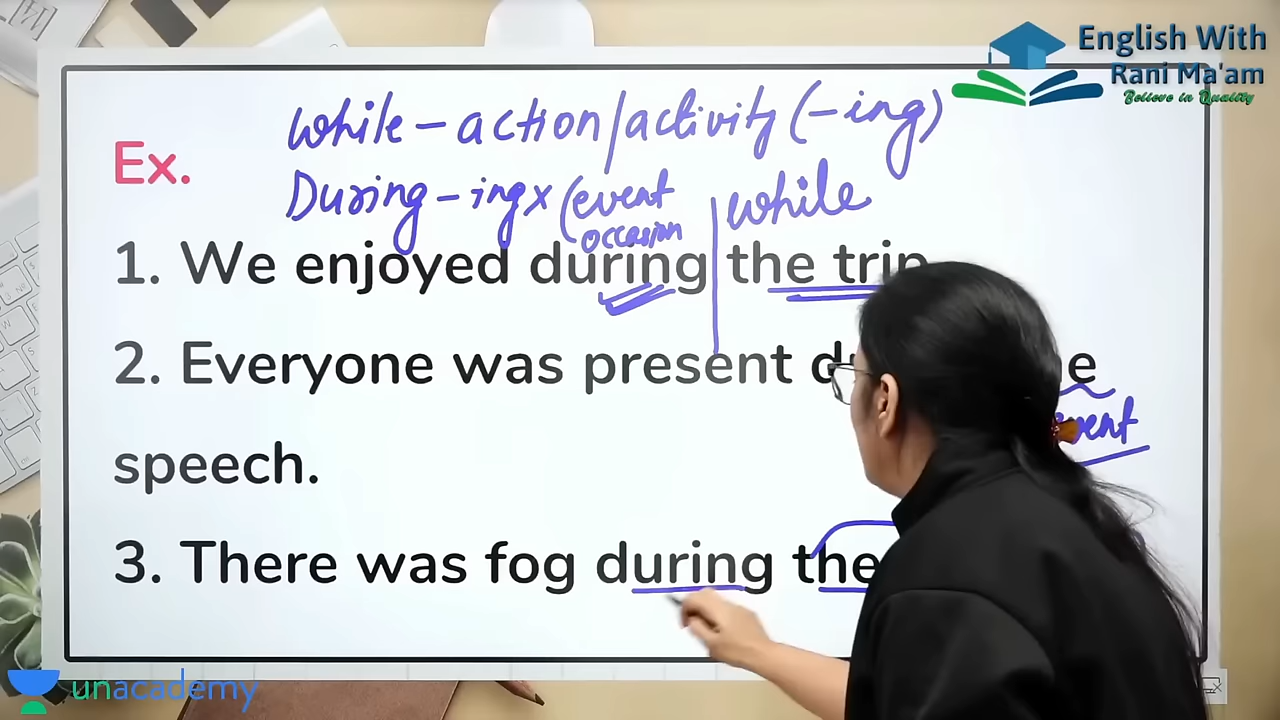 English With
Rani Ma'am
Believe in Quality
while - action/activity (-ing)
Ex.
During - ing x (event
occasion
while
1. We enjoyed during the trip
2. Everyone was present
event
speech.
3. There was fog during the
unacademy